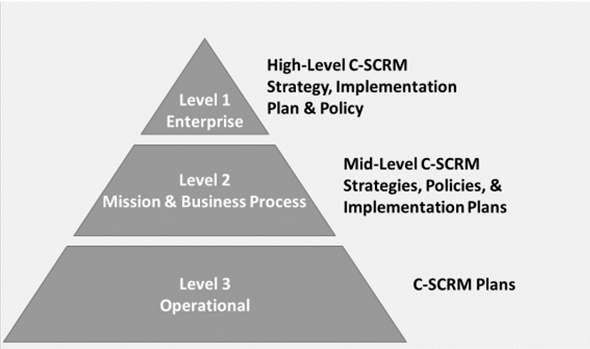 Level 1
Enterprise
High-Level C-SCRM
Strategy, Implementation
Plan & Policy
Level 2
Mission & Business Process
Mid-Level C-SCRM
Strategies, Policies, &
Implementation Plans
Level 3
Operational
C-SCRM Plans